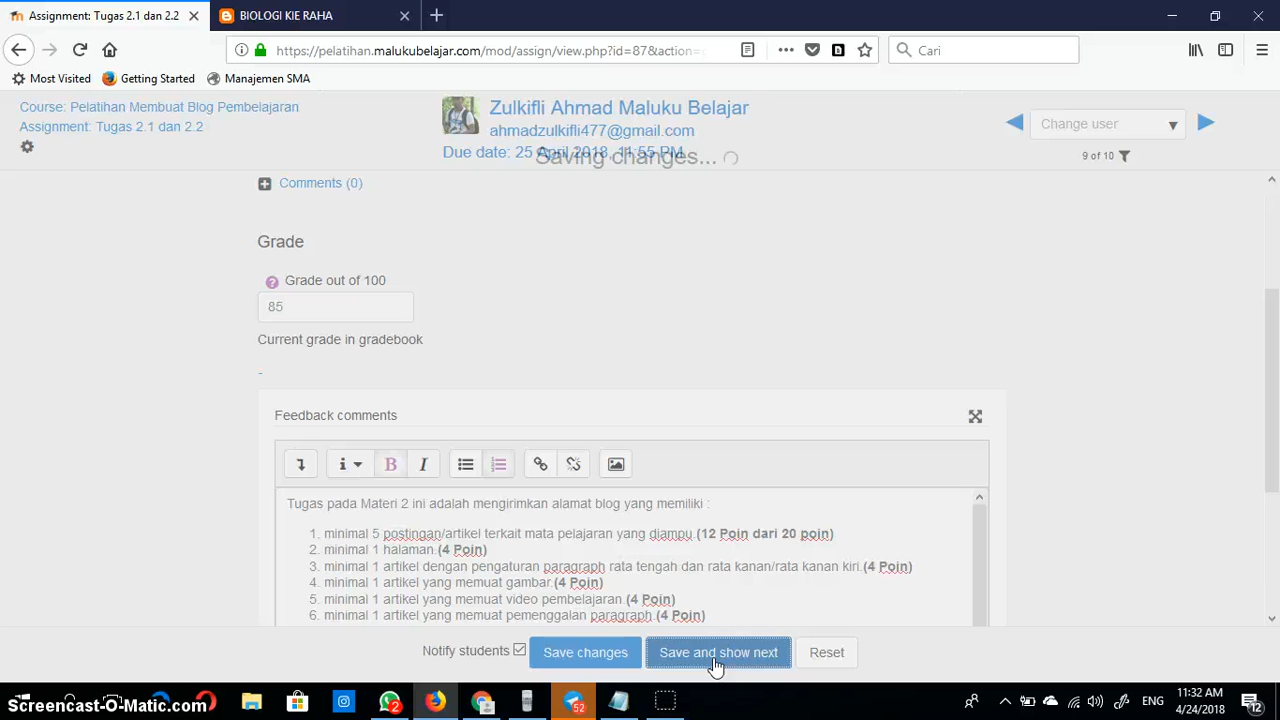 Assignment: Tugas 2.1 dan 2.2
BIOLOGI KIE RAHA
https://pelatihan.malukubelajar.com/mod/assign/view.php?id=87&action=
Cari
Most Visited
Getting Started
Manajemen SMA
Course: Pelatihan Membuat Blog Pembelajaran
Assignment: Tugas 2.1 dan 2.2
Zulkifli Ahmad Maluku Belajar
ahmadzulkifli477@gmail.com
Due date: 25 April 2018, 11:55 PM
Saving changes...
Change user
9 of 10
Comments (0)
Grade
Grade out of 100
85
Current grade in gradebook
-
Feedback comments
B I
Tugas pada Materi 2 ini adalah mengirimkan alamat blog yang memiliki :
1. minimal 5 postingan/artikel terkait mata pelajaran yang diampu.(12 Poin dari 20 poin)
2. minimal 1 halaman.(4 Poin)
3. minimal 1 artikel dengan pengaturan paragraph rata tengah dan rata kanan/rata kanan kiri.(4 Poin)
4. minimal 1 artikel yang memuat gambar.(4 Poin)
5. minimal 1 artikel yang memuat video pembelajaran (4 Poin)
6. minimal 1 artikel yang memuat pemenggalan paragraph.(4 Poin)
Notify students
Save changes
Save and show next
Reset
RECORDED WITH
SCREENCAST-O-MATIC.com
2
52
ENG
11:32 AM
4/24/2018
12